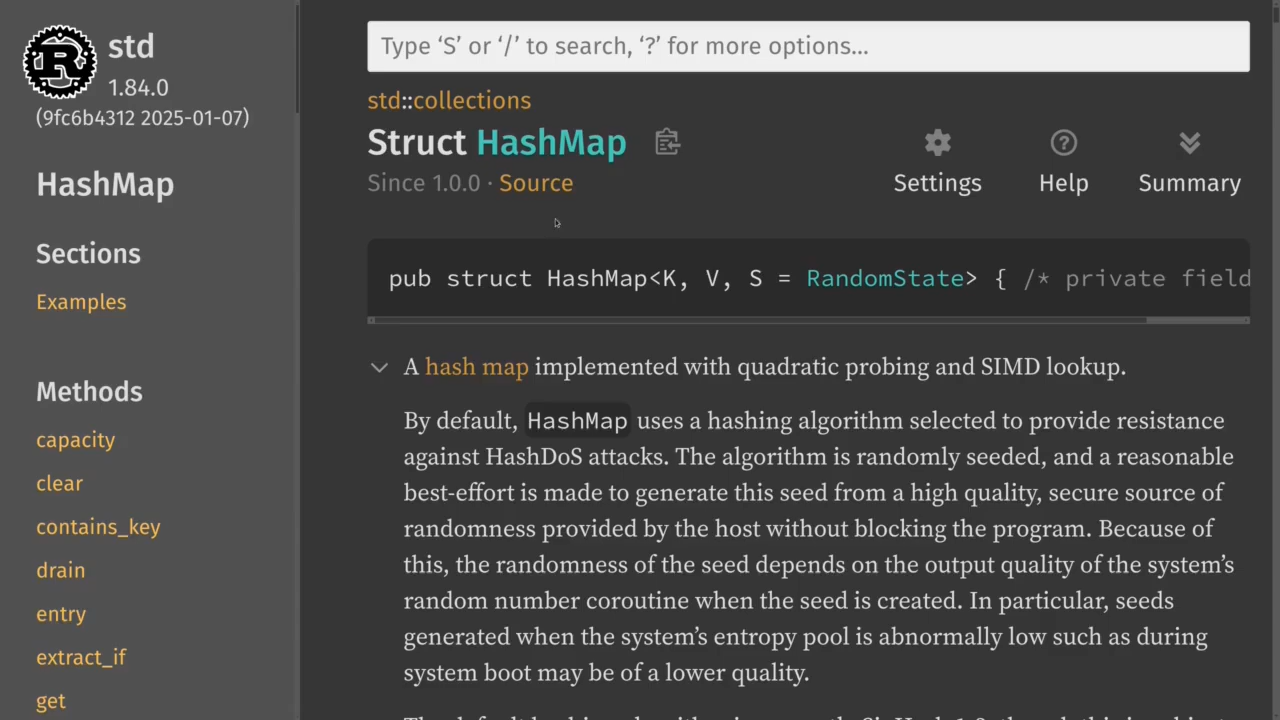 std
1.84.0
(9fc6b4312 2025-01-07)
HashMap
Sections
Examples
Methods
capacity
clear
contains_key
drain
entry
extract_if
get
Type ‘S’ or ‘/’ to search, ‘?’ for more options…
std::collections
Struct HashMap
Since 1.0.0 · Source
Settings
Help
Summary
pub struct HashMap<K, V, S = RandomState> { /* private field
A hash map implemented with quadratic probing and SIMD lookup.
By default, HashMap uses a hashing algorithm selected to provide resistance
against HashDoS attacks. The algorithm is randomly seeded, and a reasonable
best-effort is made to generate this seed from a high quality, secure source of
randomness provided by the host without blocking the program. Because of
this, the randomness of the seed depends on the output quality of the system’s
random number coroutine when the seed is created. In particular, seeds
generated when the system’s entropy pool is abnormally low such as during
system boot may be of a lower quality.